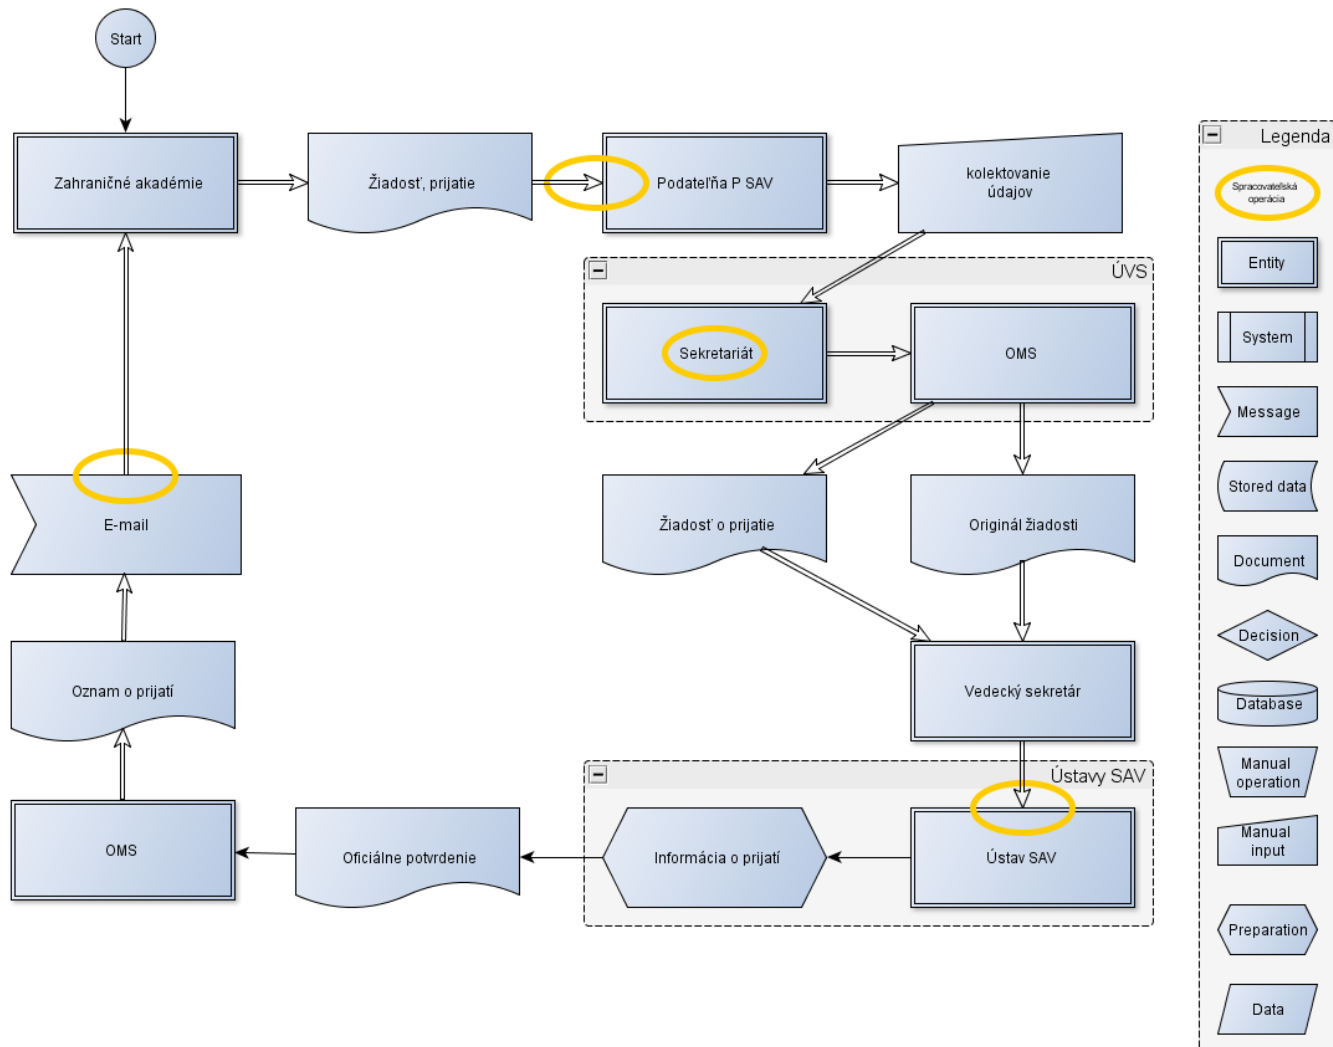 Start
Zahraničné akadémie
Žiadosť, prijatie
Podateľňa P SAV
kolektovanie
údajov
ÚVS
Sekretariát
OMS
E-mail
Žiadosť o prijatie
Originál žiadosti
Oznam o prijatí
Vedecký sekretár
Ústavy SAV
OMS
Oficiálne potvrdenie
Informácia o prijatí
Ústav SAV
Legenda
Spracovateľská
operácia
Entity
System
Message
Stored data
Document
Decision
Database
Manual
operation
Manual
input
Preparation
Data